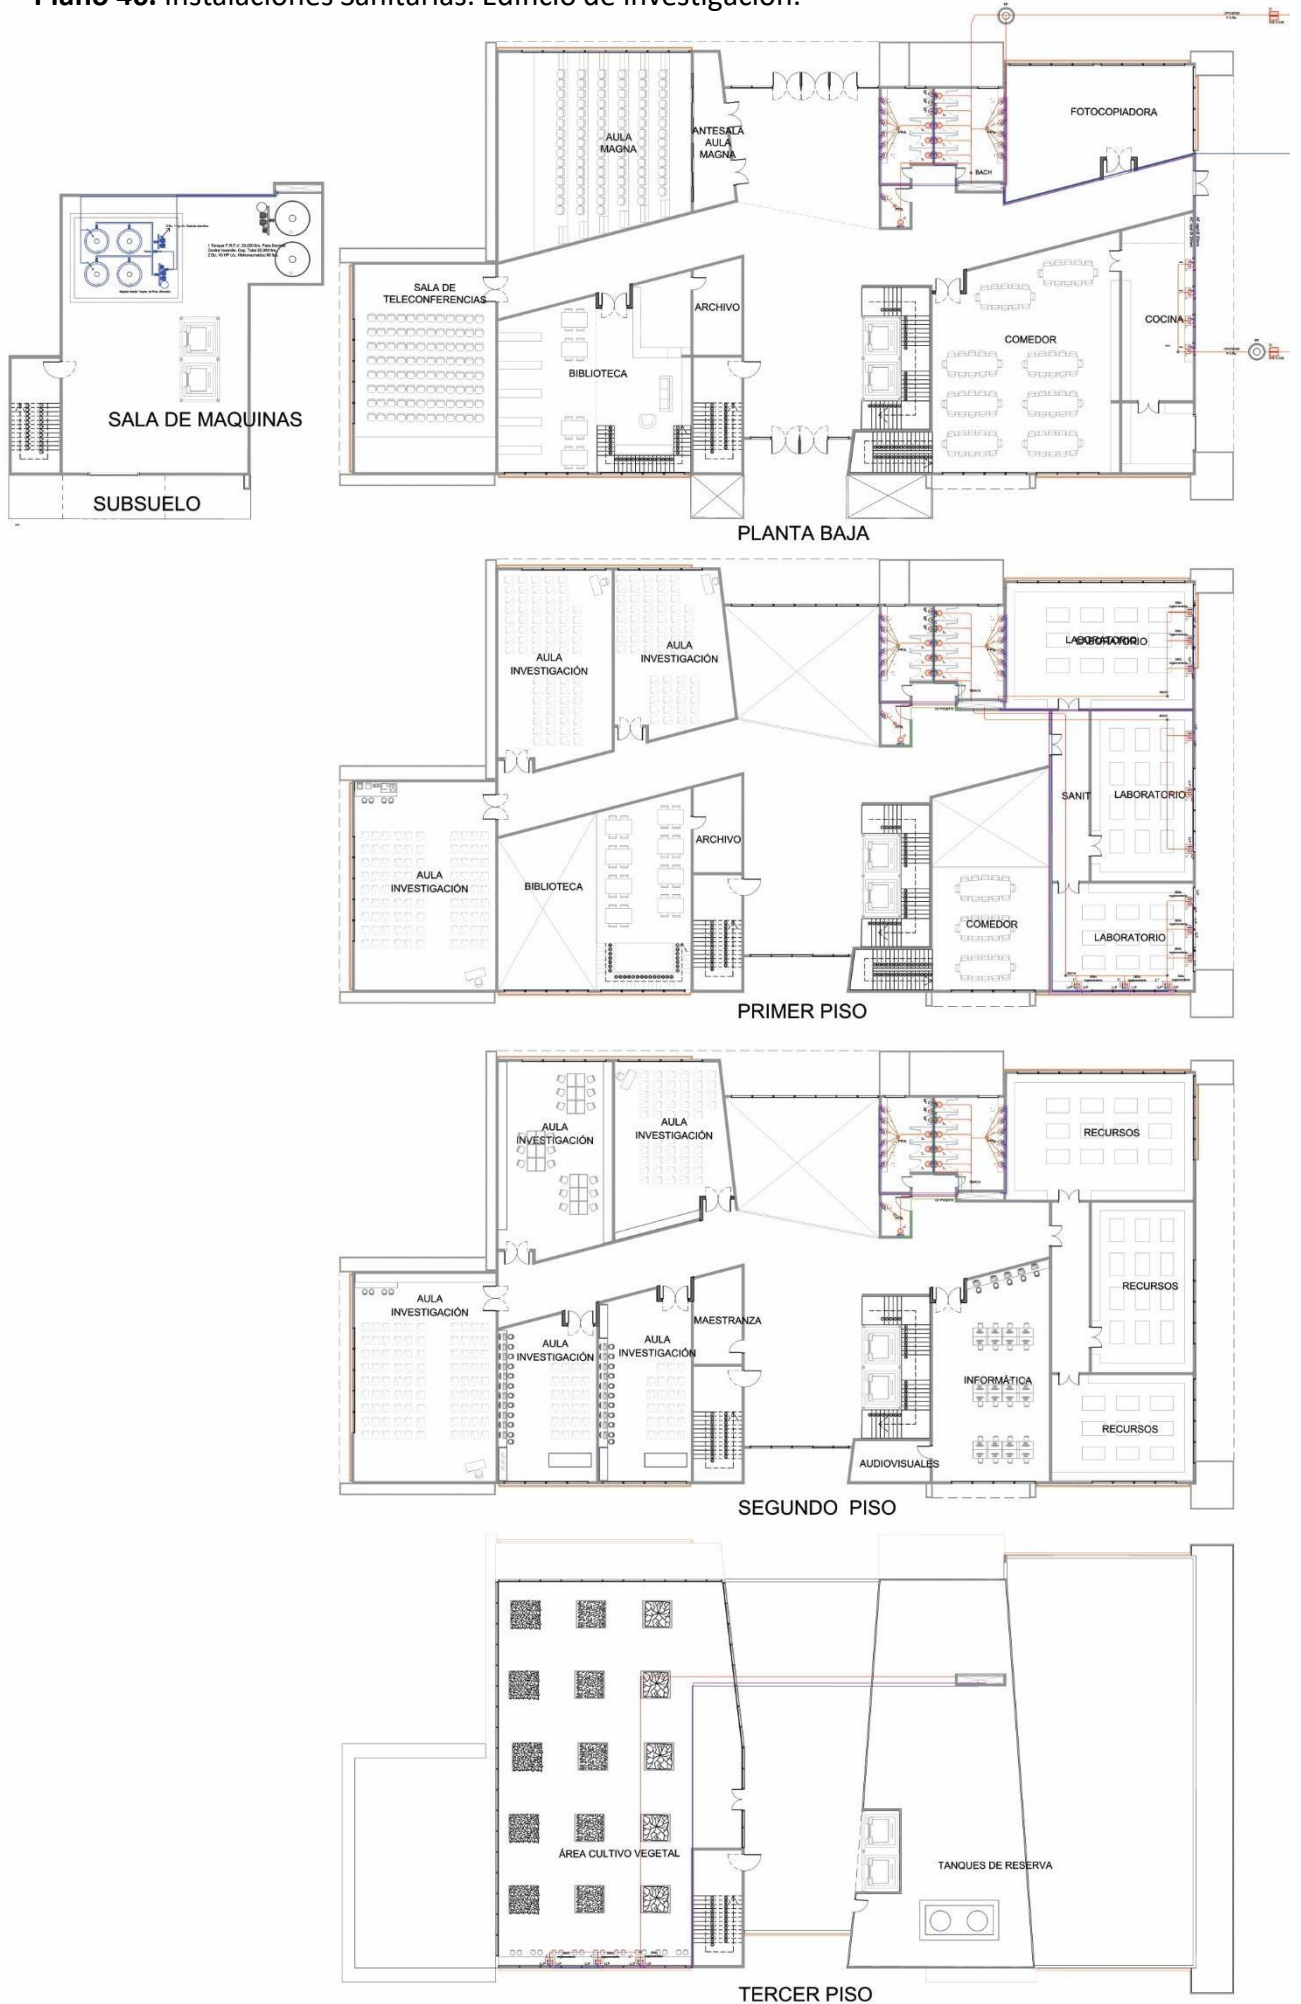 Plano 40. Instalaciones Sanitarias. Edificio de Investigación.
AULA
MAGNA
ANTESALA
AULA
MAGNA
FOTOCOPIADORA
BACH
SALA DE
TELECONFERENCIAS
ARCHIVO
BIBLIOTECA
COMEDOR
COCINA
SALA DE MAQUINAS
SUBSUELO
PLANTA BAJA
AULA
INVESTIGACIÓN
AULA
INVESTIGACIÓN
LABORATORIO
LABORATORIO
SANIT
LABORATORIO
ARCHIVO
AULA
INVESTIGACIÓN
BIBLIOTECA
COMEDOR
LABORATORIO
PRIMER PISO
AULA
INVESTIGACIÓN
AULA
INVESTIGACIÓN
RECURSOS
AULA
INVESTIGACIÓN
RECURSOS
MAESTRANZA
AULA
INVESTIGACIÓN
AULA
INVESTIGACIÓN
INFORMÁTICA
RECURSOS
AUDIOVISUALES
SEGUNDO PISO
ÁREA CULTIVO VEGETAL
TANQUES DE RESERVA
TERCER PISO